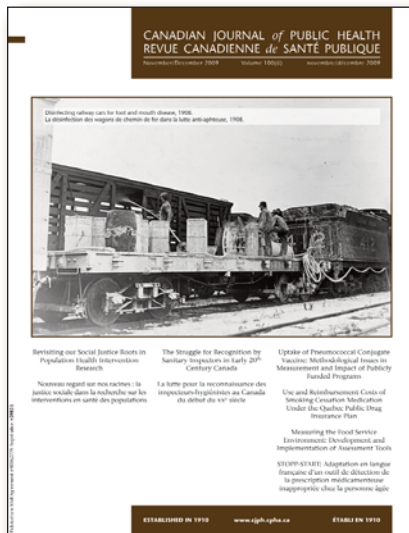 CANADIAN JOURNAL of PUBLIC HEALTH
REVUE CANADIENNE de SANTÉ PUBLIQUE
November/December 2009 Volume 100(6) novembre/décembre 2009
Disinfecting railway cars for foot and mouth disease, 1908.
La désinfection des wagons de chemin de fer dans la lutte anti-aphteuse, 1908.
Revisiting our Social Justice Roots in
Population Health Intervention
Research
Nouveau regard sur nos racines : la
justice sociale dans la recherche sur les
interventions en santé des populations
The Struggle for Recognition by
Sanitary Inspectors in Early 20th
Century Canada
La lutte pour la reconnaissance des
inspecteurs-hygiénistes au Canada
du début du XXe siècle
Uptake of Pneumococcal Conjugate
Vaccine: Methodological Issues in
Measurement and Impact of Publicly
Funded Programs
Use and Reimbursement Costs of
Smoking Cessation Medication
Under the Quebec Public Drug
Insurance Plan
Measuring the Food Service
Environment: Development and
Implementation of Assessment Tools
STOPP-START: Adaptation en langue
française d'un outil de détection de
la prescription médicamenteuse
inappropriée chez la personne âgée
ESTABLISHED IN 1910 www.cjph.cpha.ca ÉTABLI EN 1910